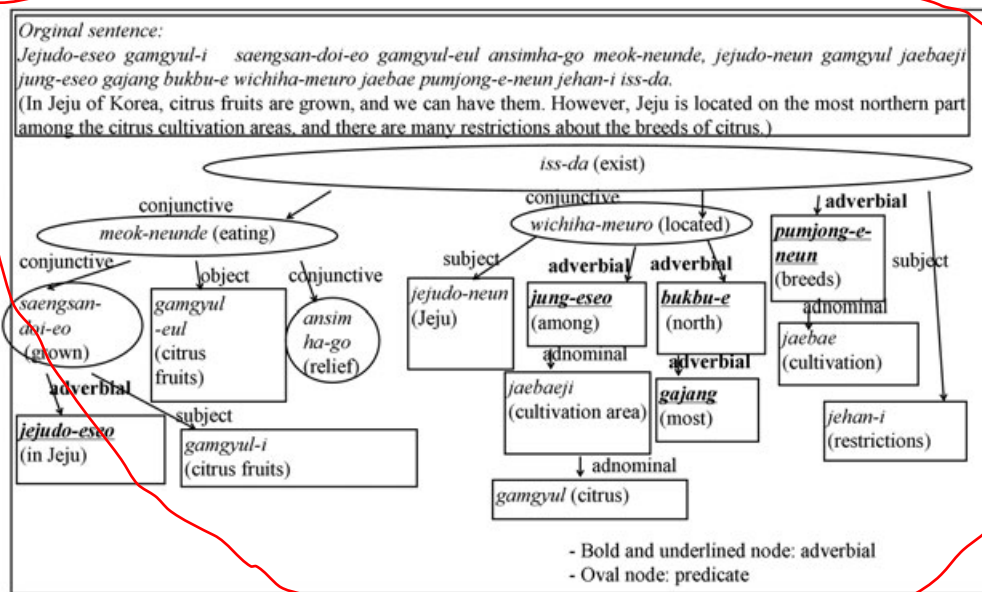 Orginal sentence:
Jejudo-eseo gamgyul-i saengsan-doi-eo gamgyul-eul ansimha-go meok-neunde, jejudo-neun gamgyul jaebaeji
jung-eseo gajang bukbu-e wichiha-meuro jaebae pumjong-e-neun jehan-i iss-da.
(In Jeju of Korea, citrus fruits are grown, and we can have them. However, Jeju is located on the most northern part
among the citrus cultivation areas, and there are many restrictions about the breeds of citrus.)
iss-da (exist)
conjunctive
meok-neunde (eating)
conjunctive
saengsan-
doi-eo
(grown)
adverbial
jejudo-eseo
(in Jeju)
subject
gamgyul-i
(citrus fruits)
object
gamgyul
-eul
(citrus
fruits)
conjunctive
ansim
ha-go
(relief)
conjunctive
wichiha-meuro (located)
subject
jejudo-neun
(Jeju)
adverbial
jung-eseo
(among)
adnominal
jaebaeji
(cultivation area)
adnominal
gamgyul (citrus)
adverbial
bukbu-e
(north)
adverbial
gajang
(most)
adverbial
pumjong-e-
neun
(breeds)
adnominal
jaebae
(cultivation)
subject
jehan-i
(restrictions)
- Bold and underlined node: adverbial
- Oval node: predicate